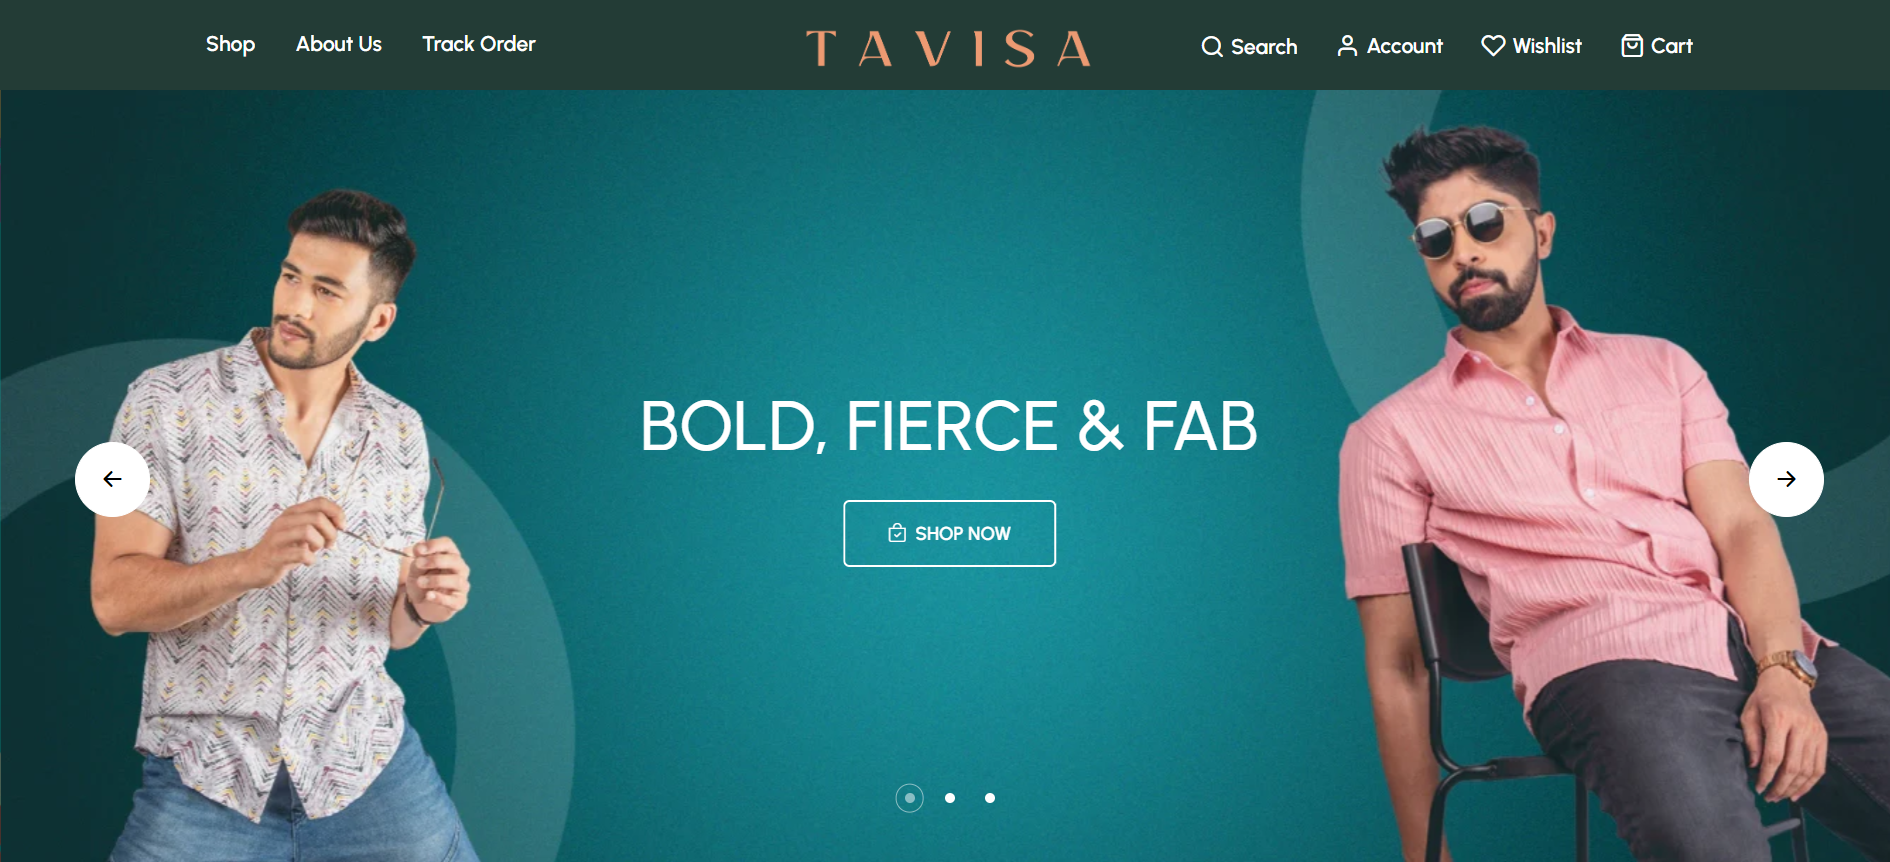 Shop About Us Track Order TAVISA Search Account Wishlist Cart
BOLD, FIERCE & FAB
SHOP NOW